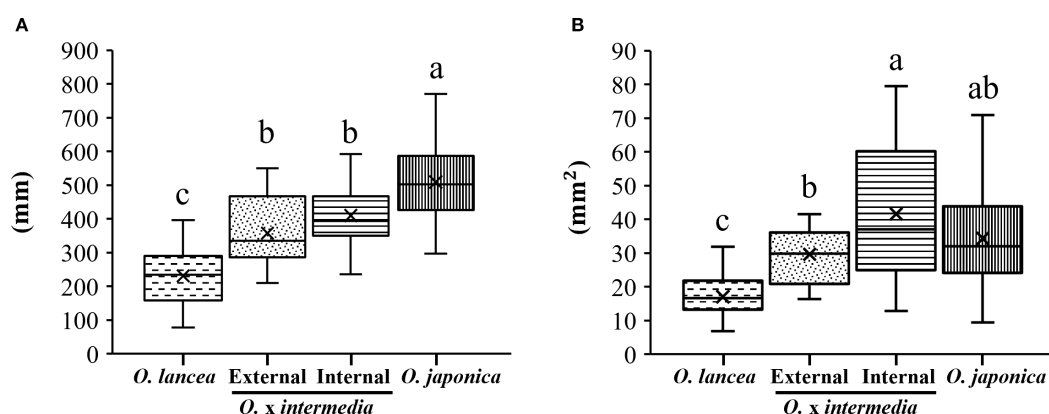 A
(mm)
900
800
700
600
500
400
300
200
100
0
c
b
b
a
O. lancea External Internal O. japonica
O. x intermedia
B
(mm²)
90
80
70
60
50
40
30
20
10
0
c
b
a
ab
O. lancea External Internal O. japonica
O. x intermedia